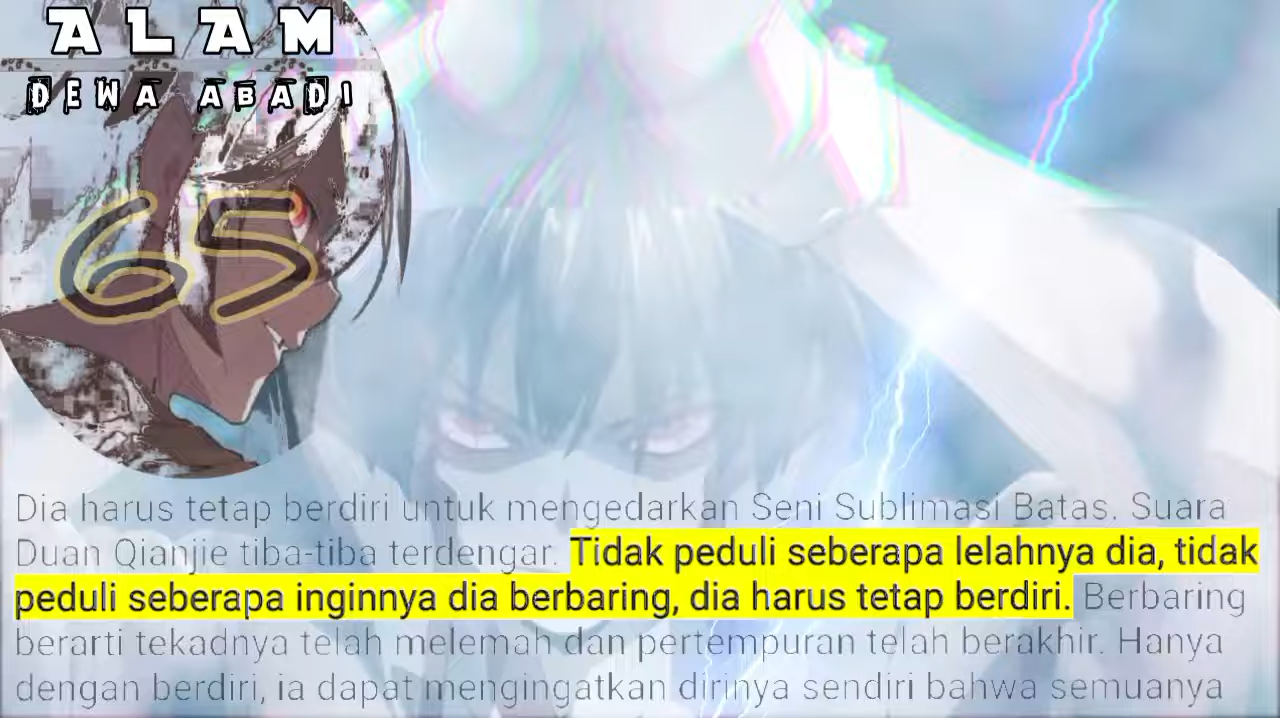 ALAM
DEWA ABADI
65
Dia harus tetap berdiri untuk mengedarkan Seni Sublimasi Batas. Suara
Duan Qianjie tiba-tiba terdengar. Tidak peduli seberapa lelahnya dia, tidak
peduli seberapa inginnya dia berbaring, dia harus tetap berdiri. Berbaring
berarti tekadnya telah melemah dan pertempuran telah berakhir. Hanya
dengan berdiri, ia dapat mengingatkan dirinya sendiri bahwa semuanya